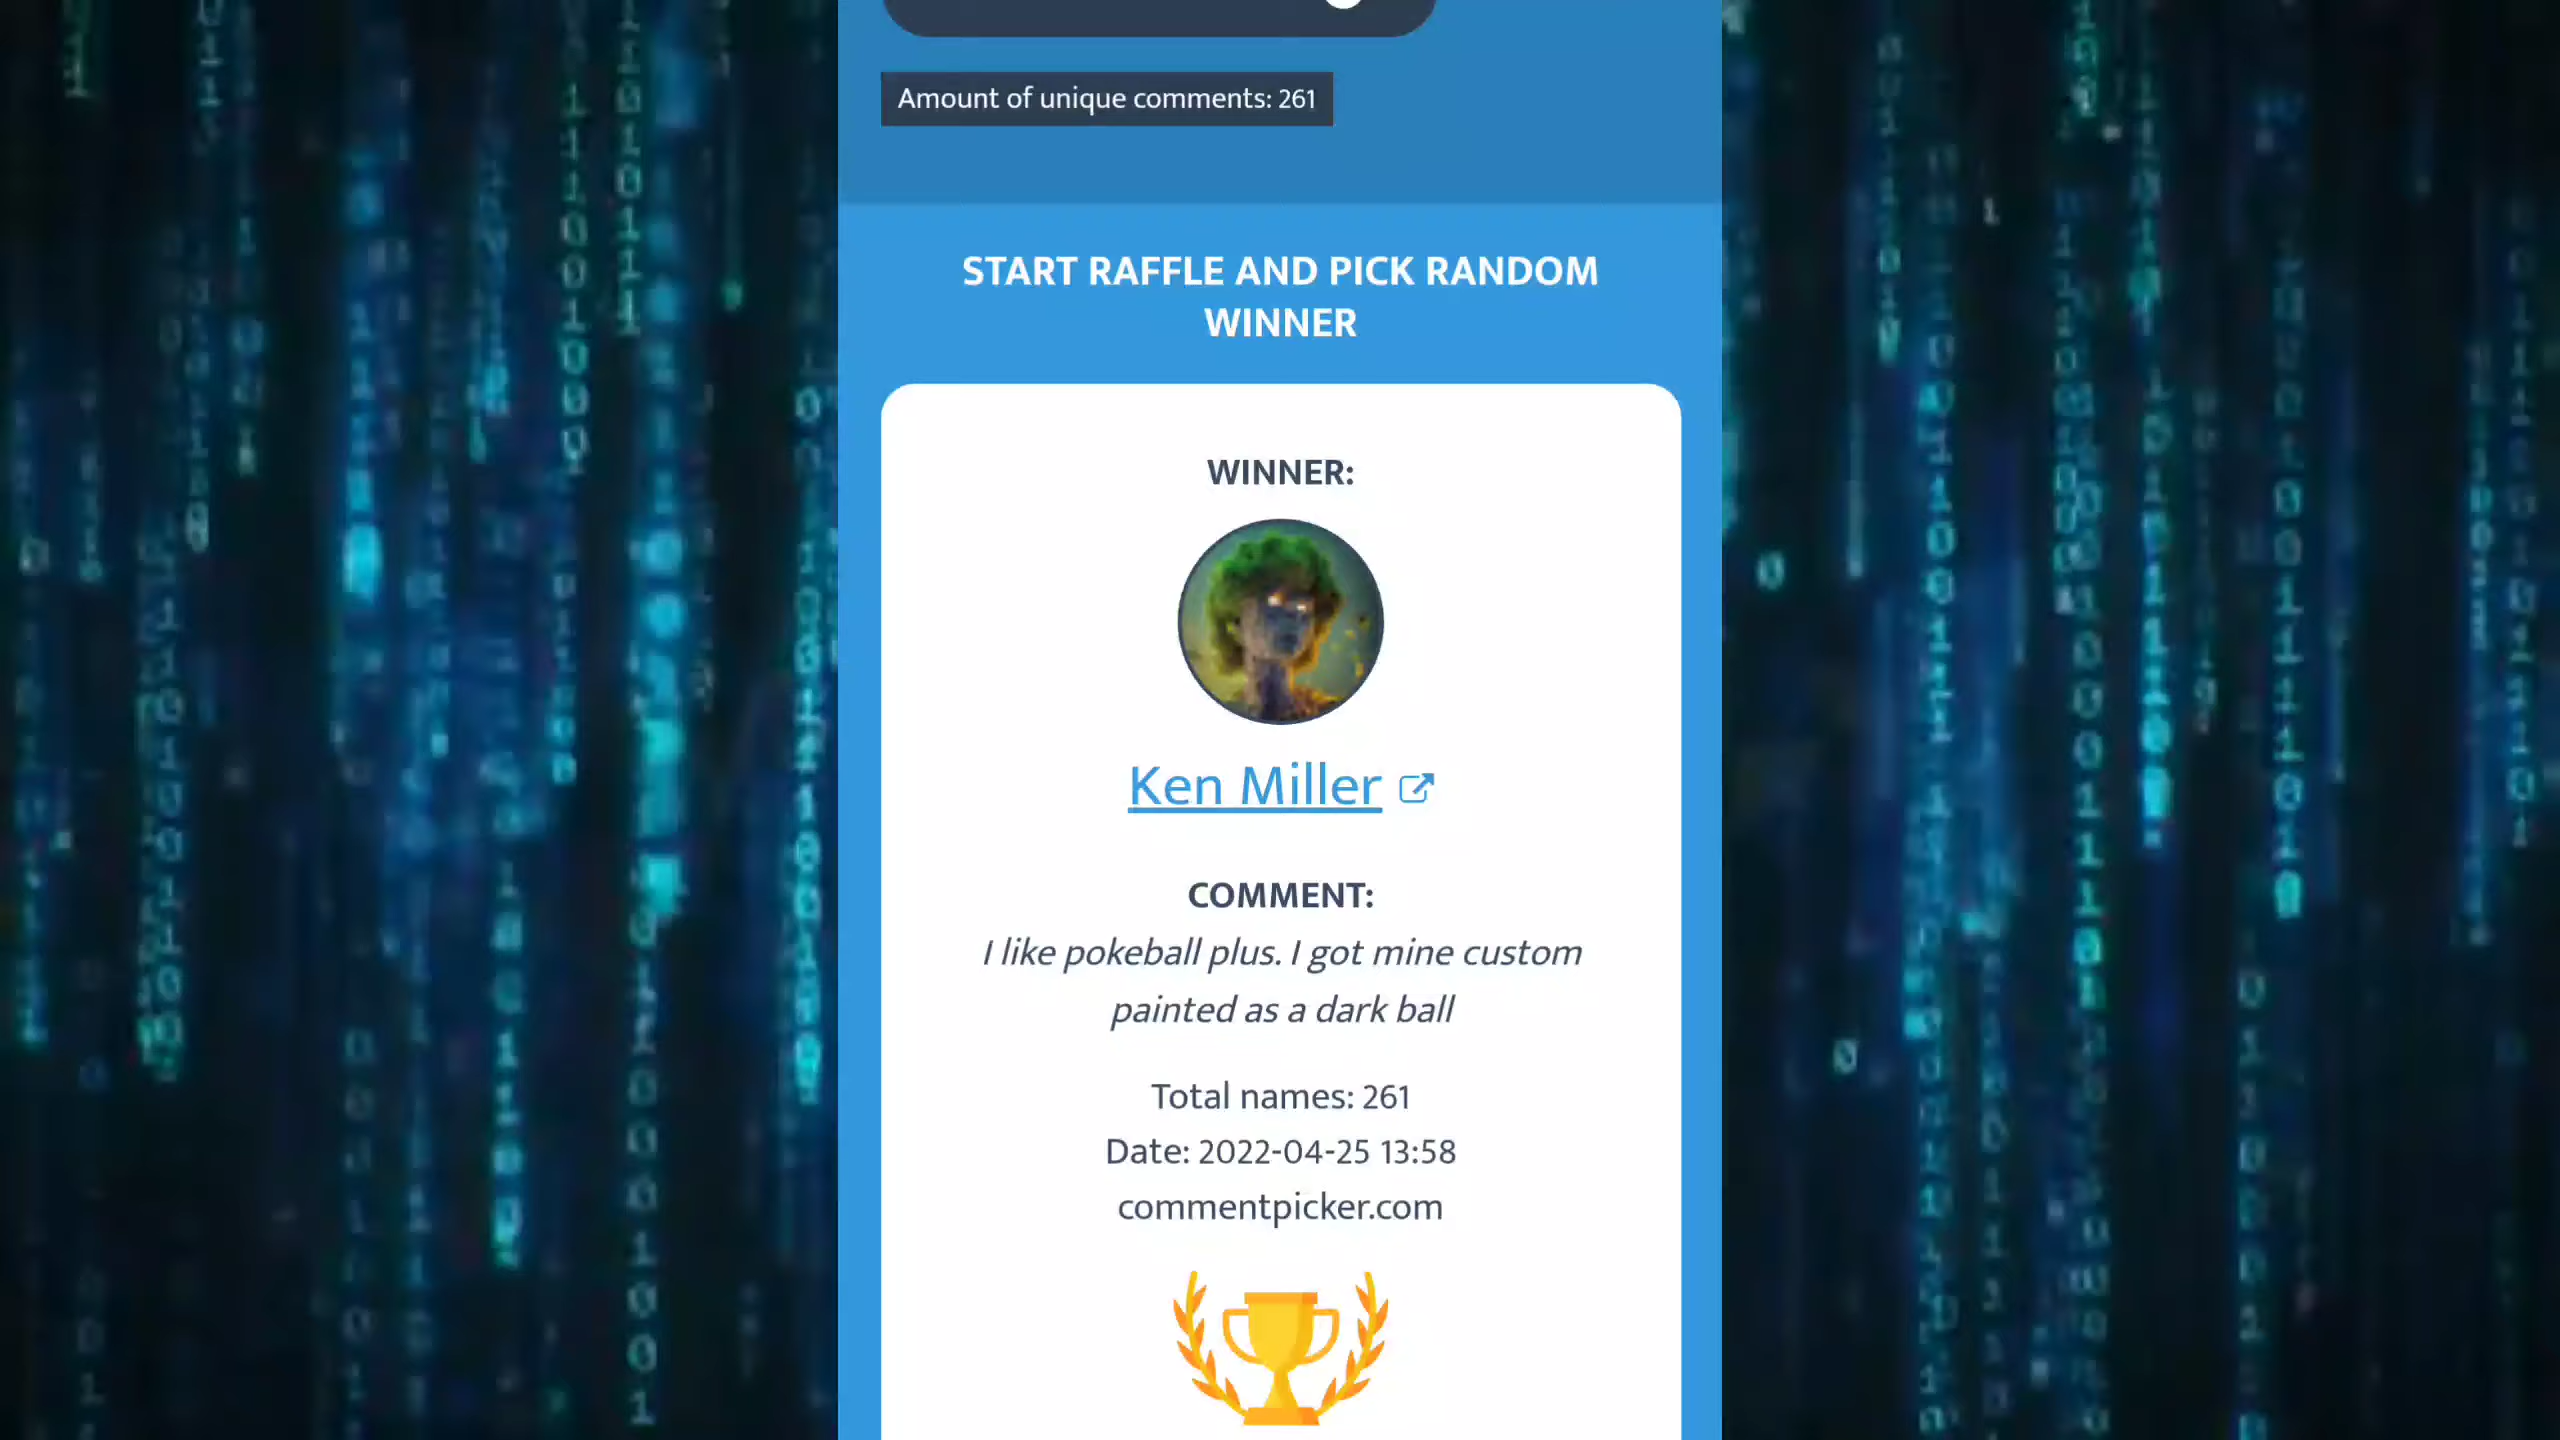 Amount of unique comments: 261
START RAFFLE AND PICK RANDOM
WINNER
WINNER:
Ken Miller
COMMENT:
I like pokeball plus. I got mine custom
painted as a dark ball
Total names: 261
Date: 2022-04-25 13:58
commentpicker.com